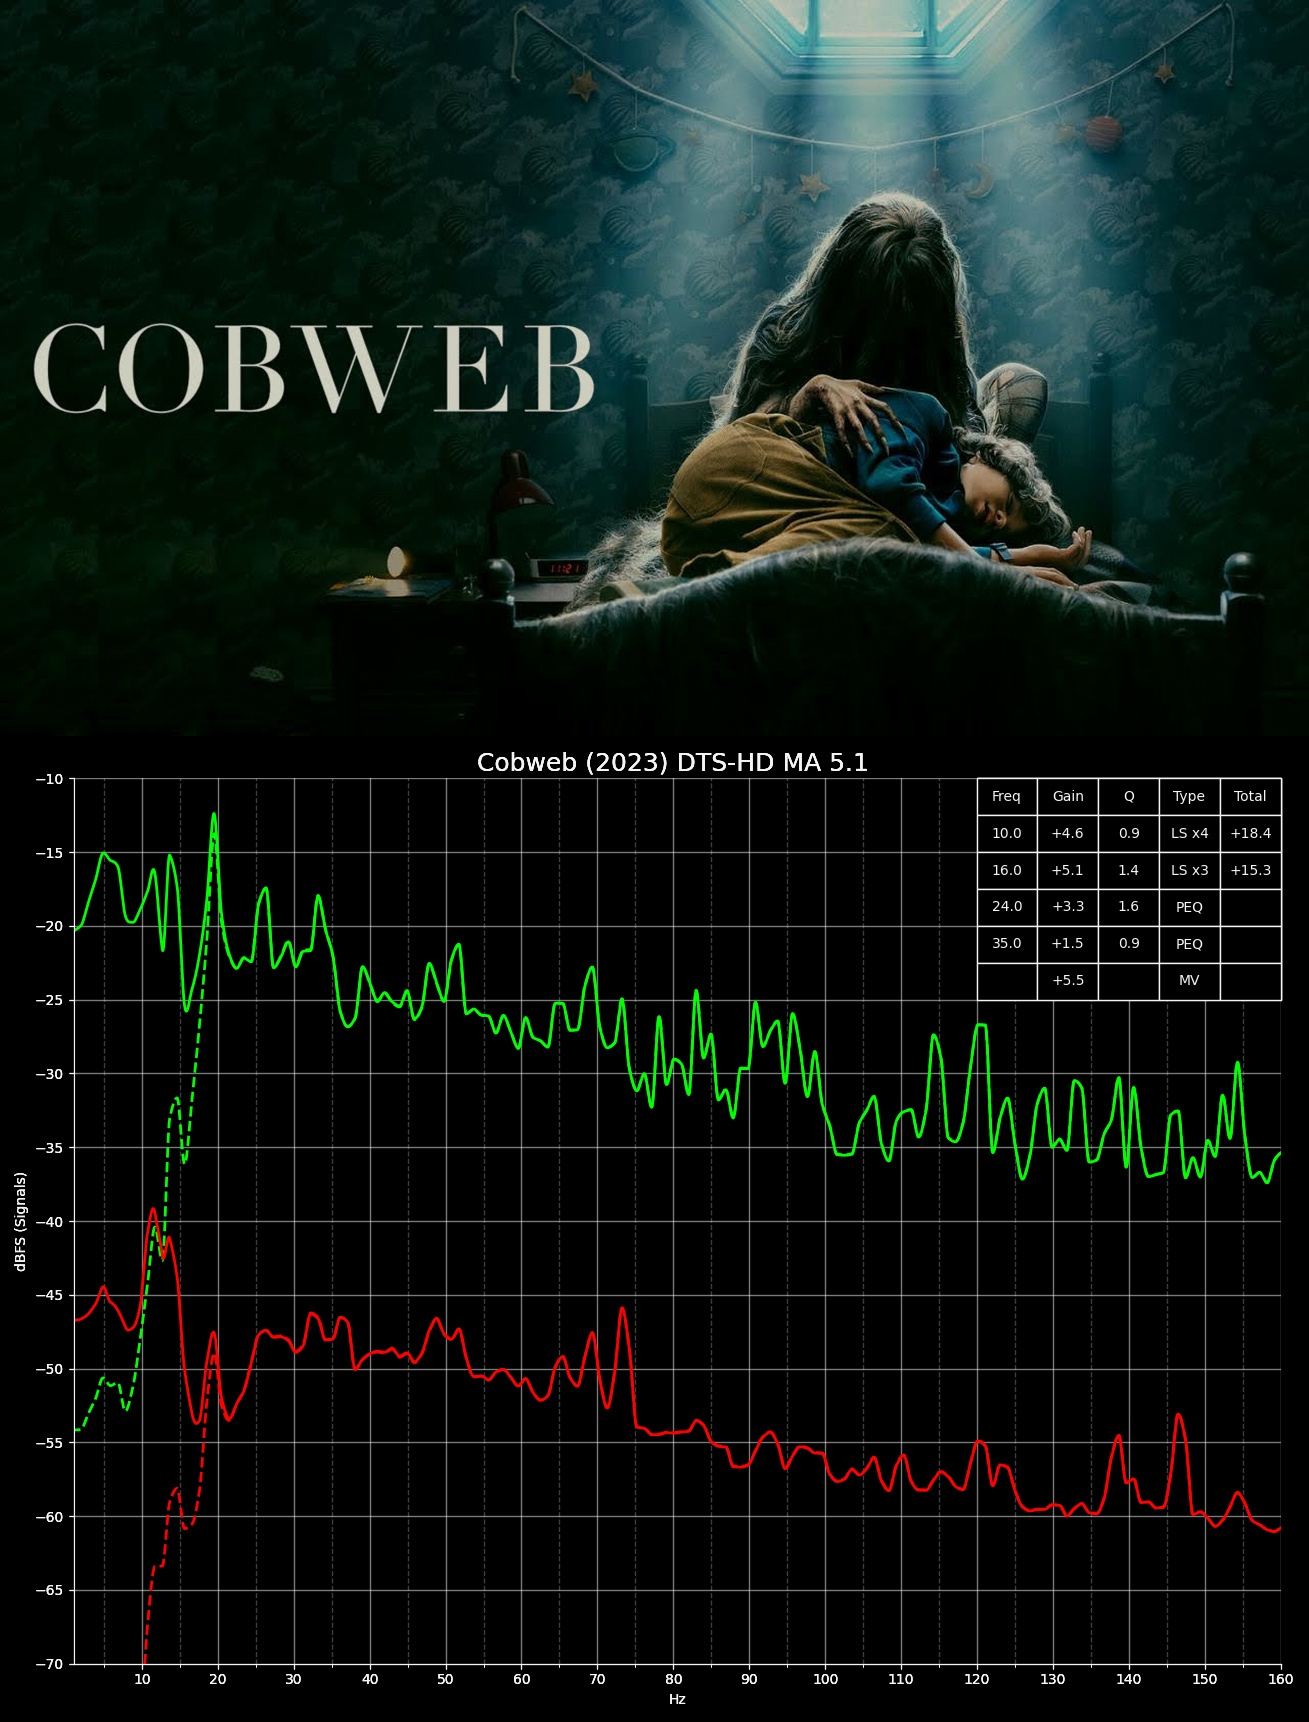 COBWEB
11:21
Cobweb (2023) DTS-HD MA 5.1
Freq Gain Q Type Total
10.0 +4.6 0.9 LS x4 +18.4
16.0 +5.1 1.4 LS x3 +15.3
24.0 +3.3 1.6 PEQ
35.0 +1.5 0.9 PEQ
+5.5 MV
−10
−15
−20
−25
−30
−35
−40
−45
−50
−55
−60
−65
−70
dBFS (Signals)
10 20 30 40 50 60 70 80 90 100 110 120 130 140 150 160
Hz